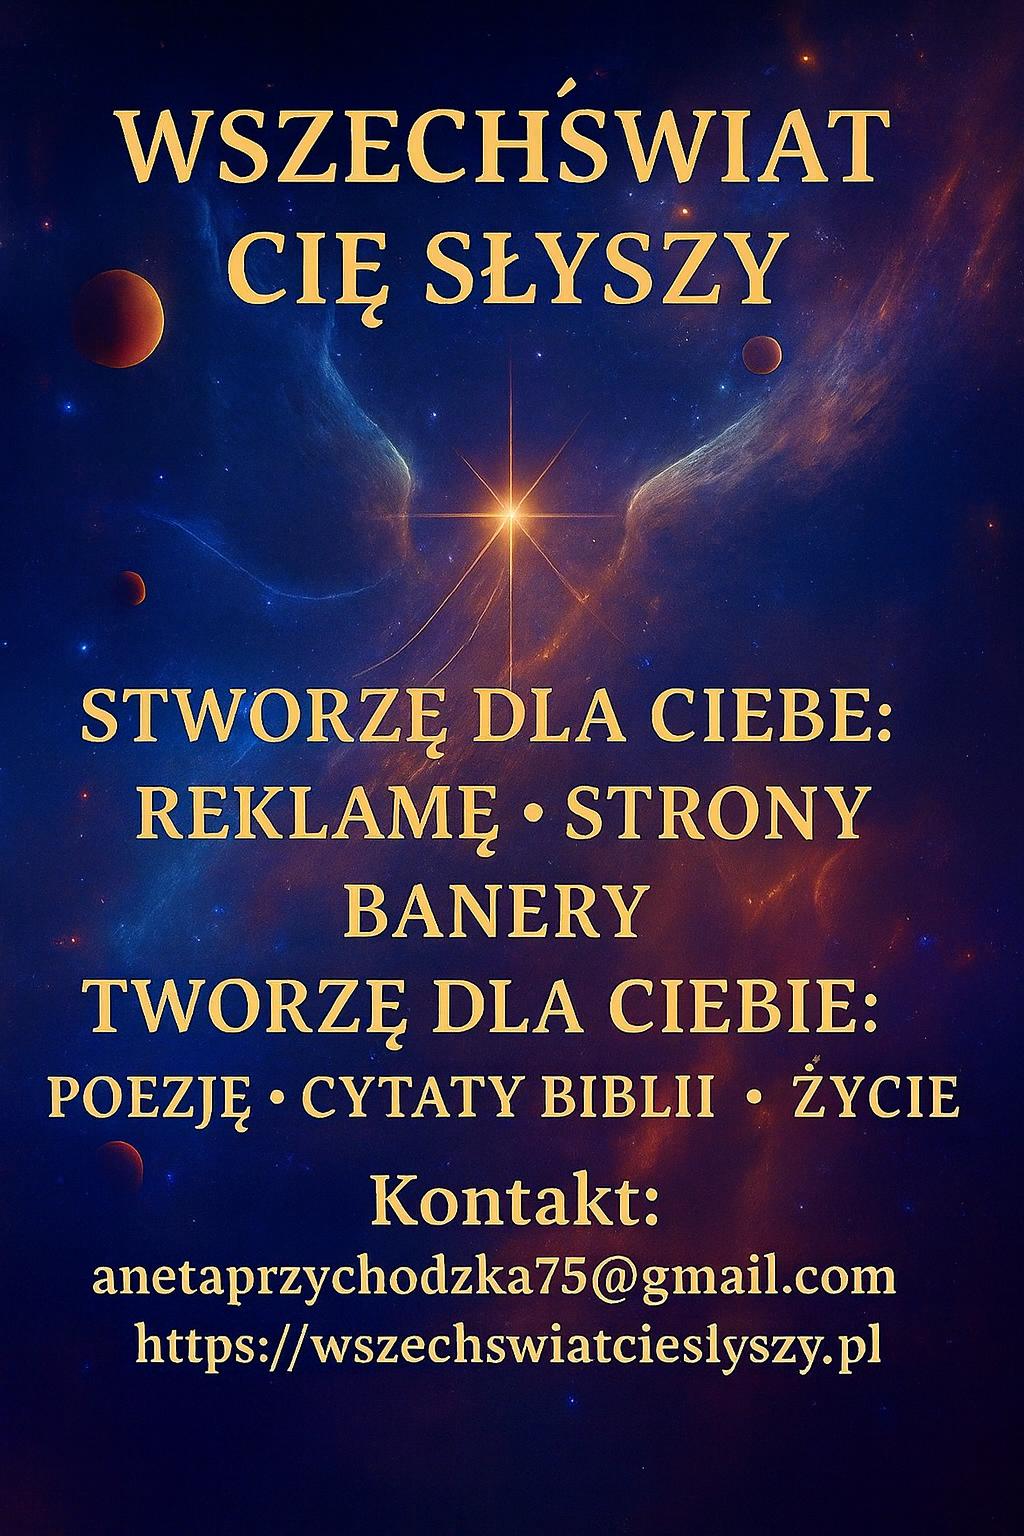 WSZECHŚWIAT
CIĘ SŁYSZY
STWORZĘ DLA CIEBE:
REKLAMĘ • STRONY
BANERY
TWORZĘ DLA CIEBIE:
POEZJĘ • CYTATY BIBLII • ŻYCIE
Kontakt:
anetaprzychodzka75@gmail.com
https://wszechswiatcieslyszy.pl